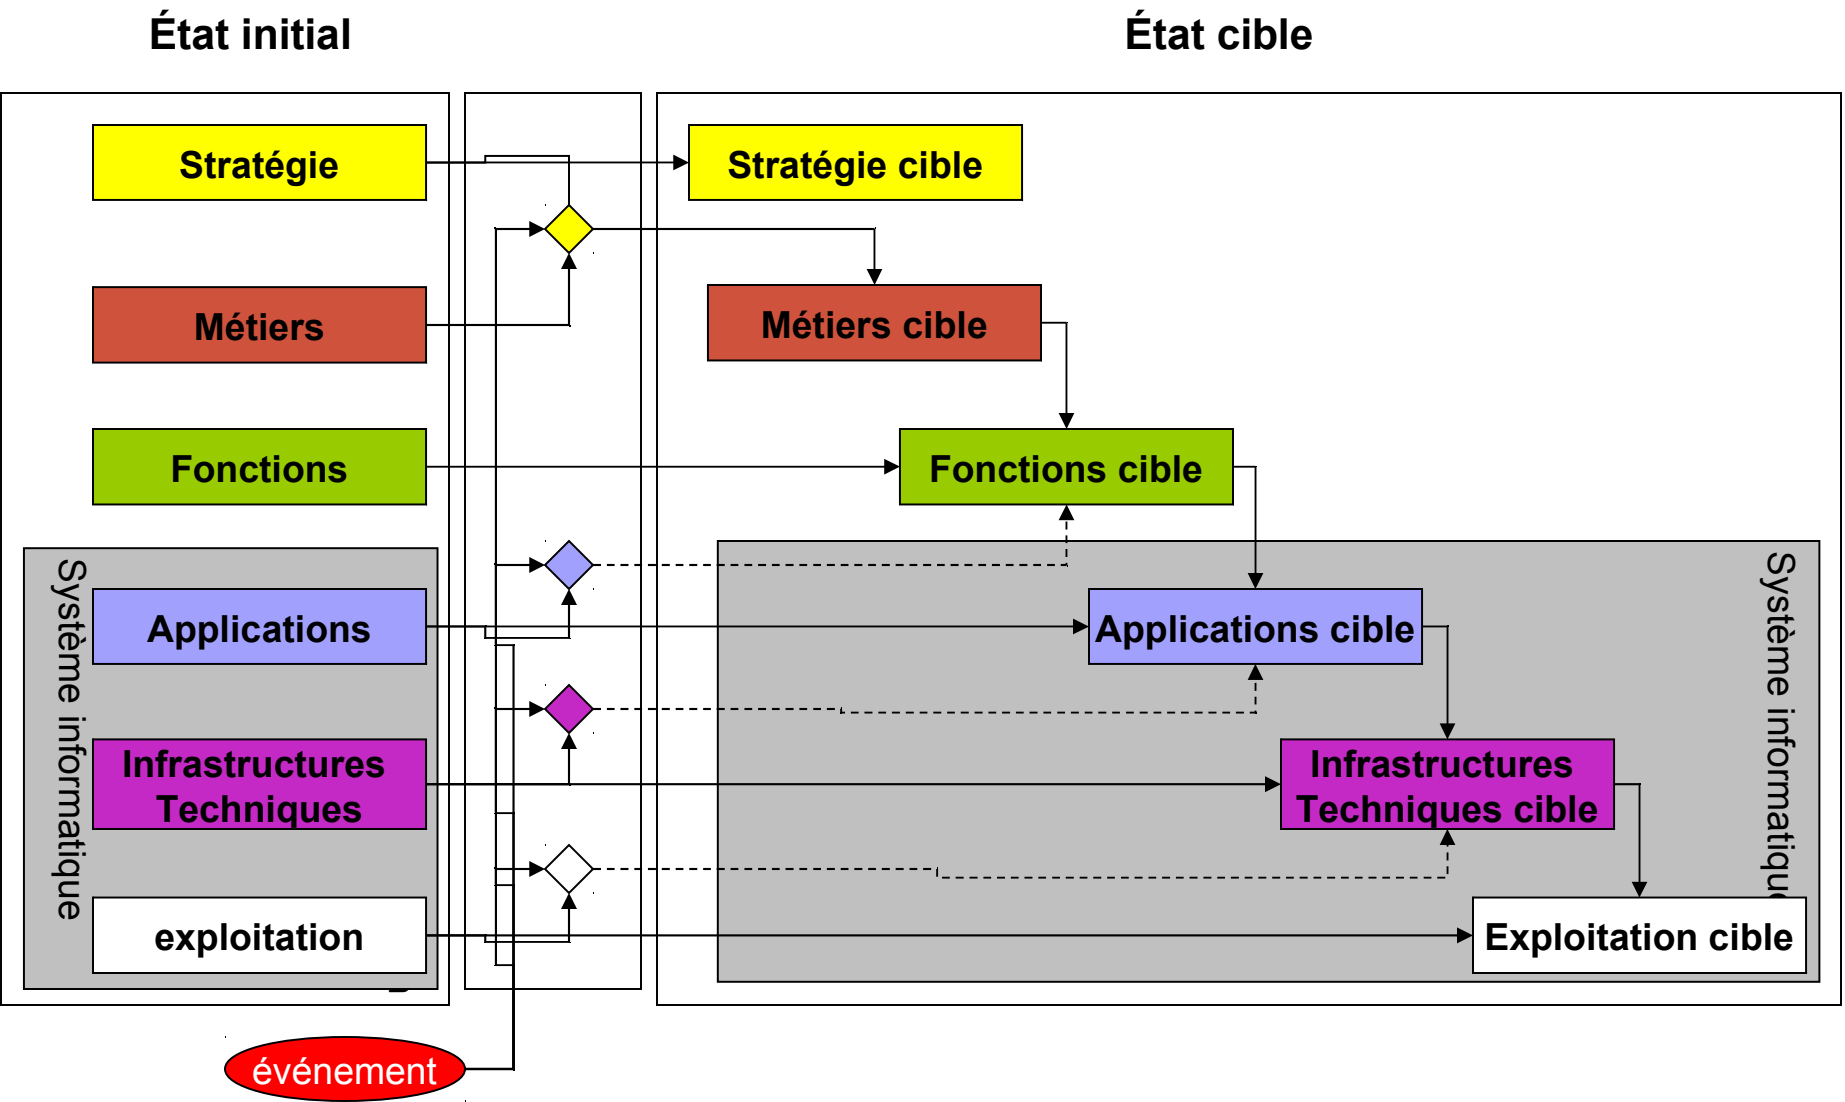 État initial
État cible
Stratégie
Stratégie cible
Métiers
Métiers cible
Fonctions
Fonctions cible
Système informatique
Applications
Applications cible
Système informatique
Infrastructures
Techniques
Infrastructures
Techniques cible
exploitation
Exploitation cible
événement